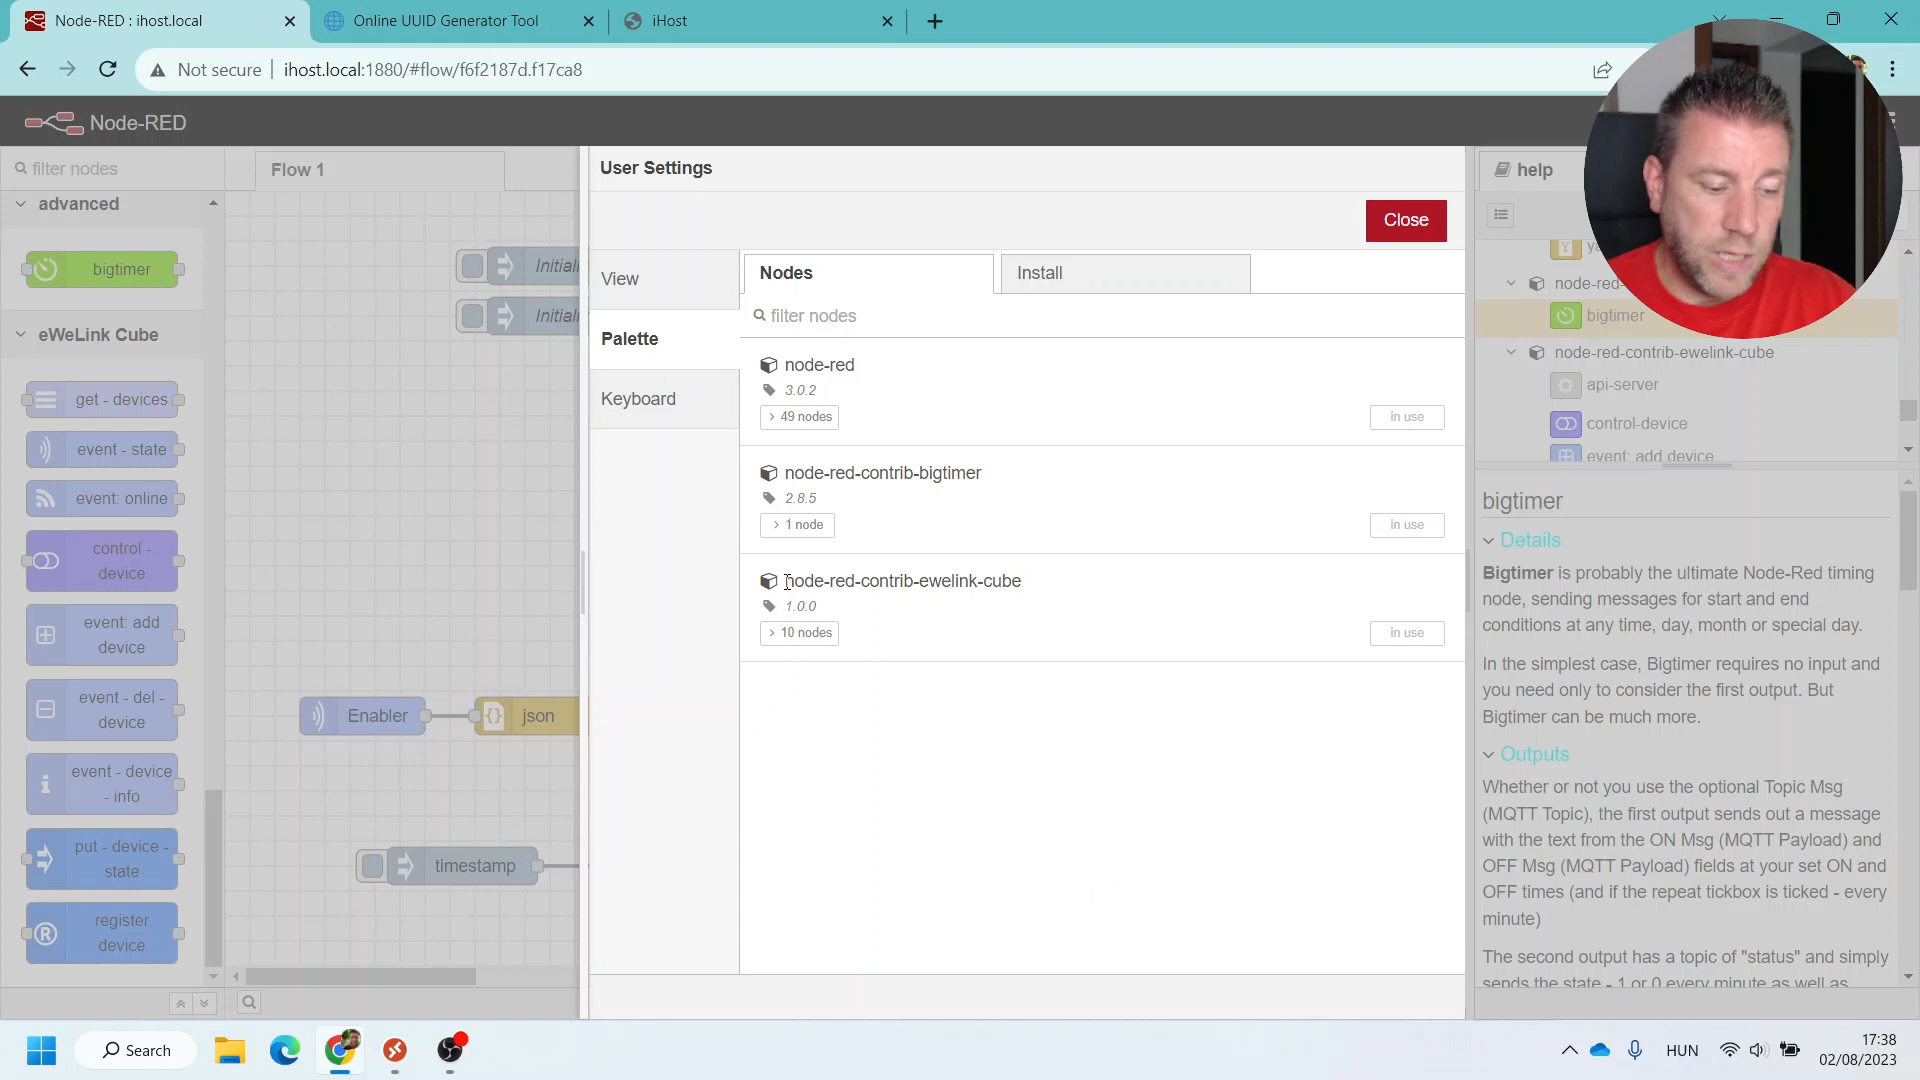 Node-RED : ihost.local
Online UUID Generator Tool
iHost
Not secure
ihost.local:1880/#flow/f6f2187d.f17ca8
Node-RED
filter nodes
Flow 1
advanced
bigtimer
eWeLink Cube
get - devices
event - state
event: online
control -
device
event: add
device
event - del -
device
event - device
- info
put - device -
state
register
device
Enabler
json
timestamp
User Settings
Close
View
Palette
Keyboard
Nodes
Install
filter nodes
node-red
3.0.2
49 nodes
in use
node-red-contrib-bigtimer
2.8.5
1 node
in use
node-red-contrib-ewelink-cube
1.0.0
10 nodes
in use
help
bigtimer
node-red-contrib-ewelink-cube
api-server
control-device
event: add device
bigtimer
Details
Bigtimer is probably the ultimate Node-Red timing
node, sending messages for start and end
conditions at any time, day, month or special day.
In the simplest case, Bigtimer requires no input and
you need only to consider the first output. But
Bigtimer can be much more.
Outputs
Whether or not you use the optional Topic Msg
(MQTT Topic), the first output sends out a message
with the text from the ON Msg (MQTT Payload) and
OFF Msg (MQTT Payload) fields at your set ON and
OFF times (and if the repeat tickbox is ticked - every
minute)
The second output has a topic of "status" and simply
sends the state - 1 or 0 every minute as well as
Search
HUN
17:38
02/08/2023